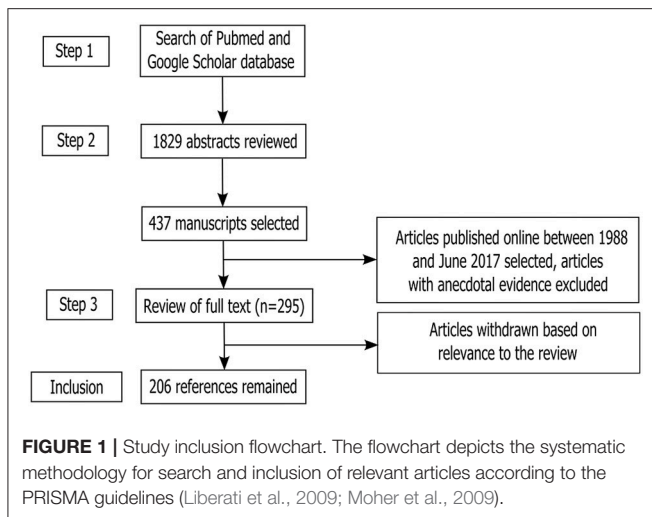 Step 1
Search of Pubmed and
Google Scholar database
Step 2
1829 abstracts reviewed
437 manuscripts selected
Articles published online between 1988
and June 2017 selected, articles
with anecdotal evidence excluded
Step 3
Review of full text (n=295)
Articles withdrawn based on
relevance to the review
Inclusion
206 references remained
FIGURE 1 | Study inclusion flowchart. The flowchart depicts the systematic
methodology for search and inclusion of relevant articles according to the
PRISMA guidelines (Liberati et al., 2009; Moher et al., 2009).